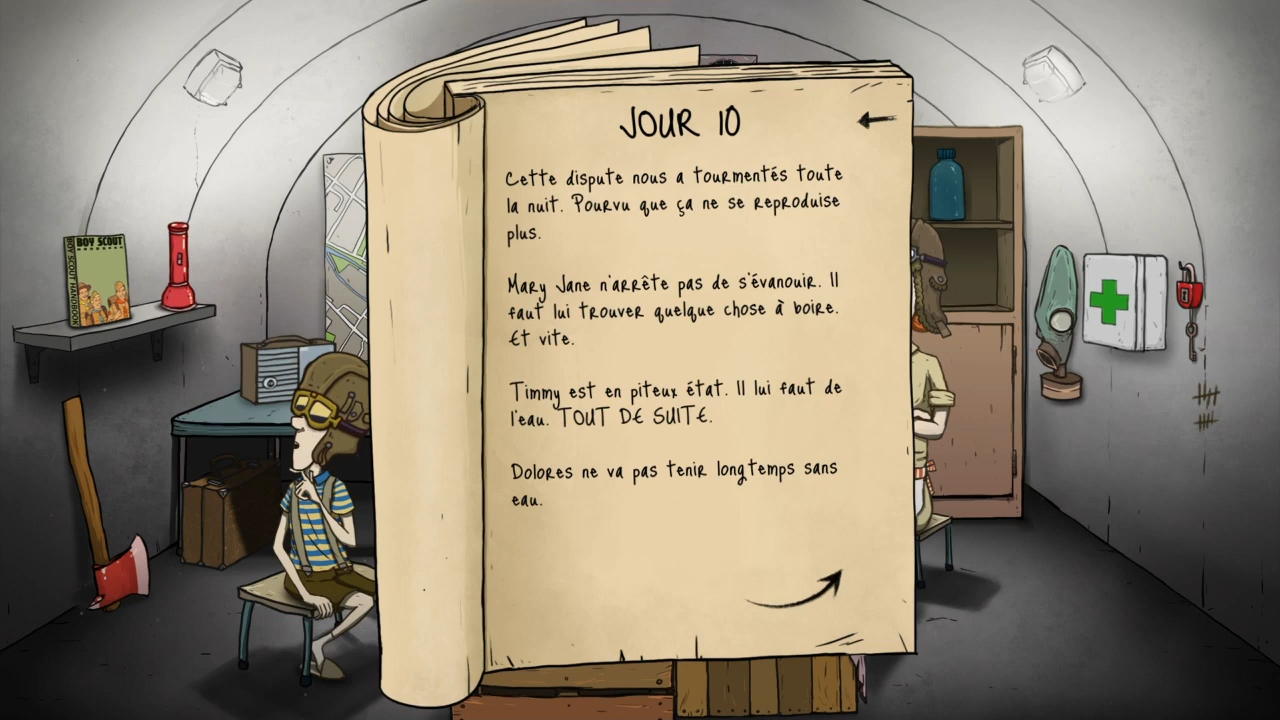 JOUR 10
Cette dispute nous a tourmentés toute
la nuit. Pourvu que ça ne se reproduise
plus.
Mary Jane n'arrête pas de s'évanouir. Il
faut lui trouver quelque chose à boire.
Et vite.
Timmy est en piteux état. Il lui faut de
l'eau. TOUT DE SUITE.
Dolores ne va pas tenir longtemps sans
eau.
BOY SCOUT
BOY SCOUT HANDBOOK